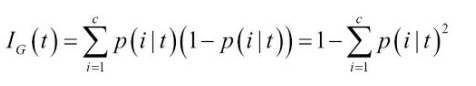 I_G(t) = \sum_{i=1}^{c} p(i|t)(1-p(i|t)) = 1 - \sum_{i=1}^{c} p(i|t)^2